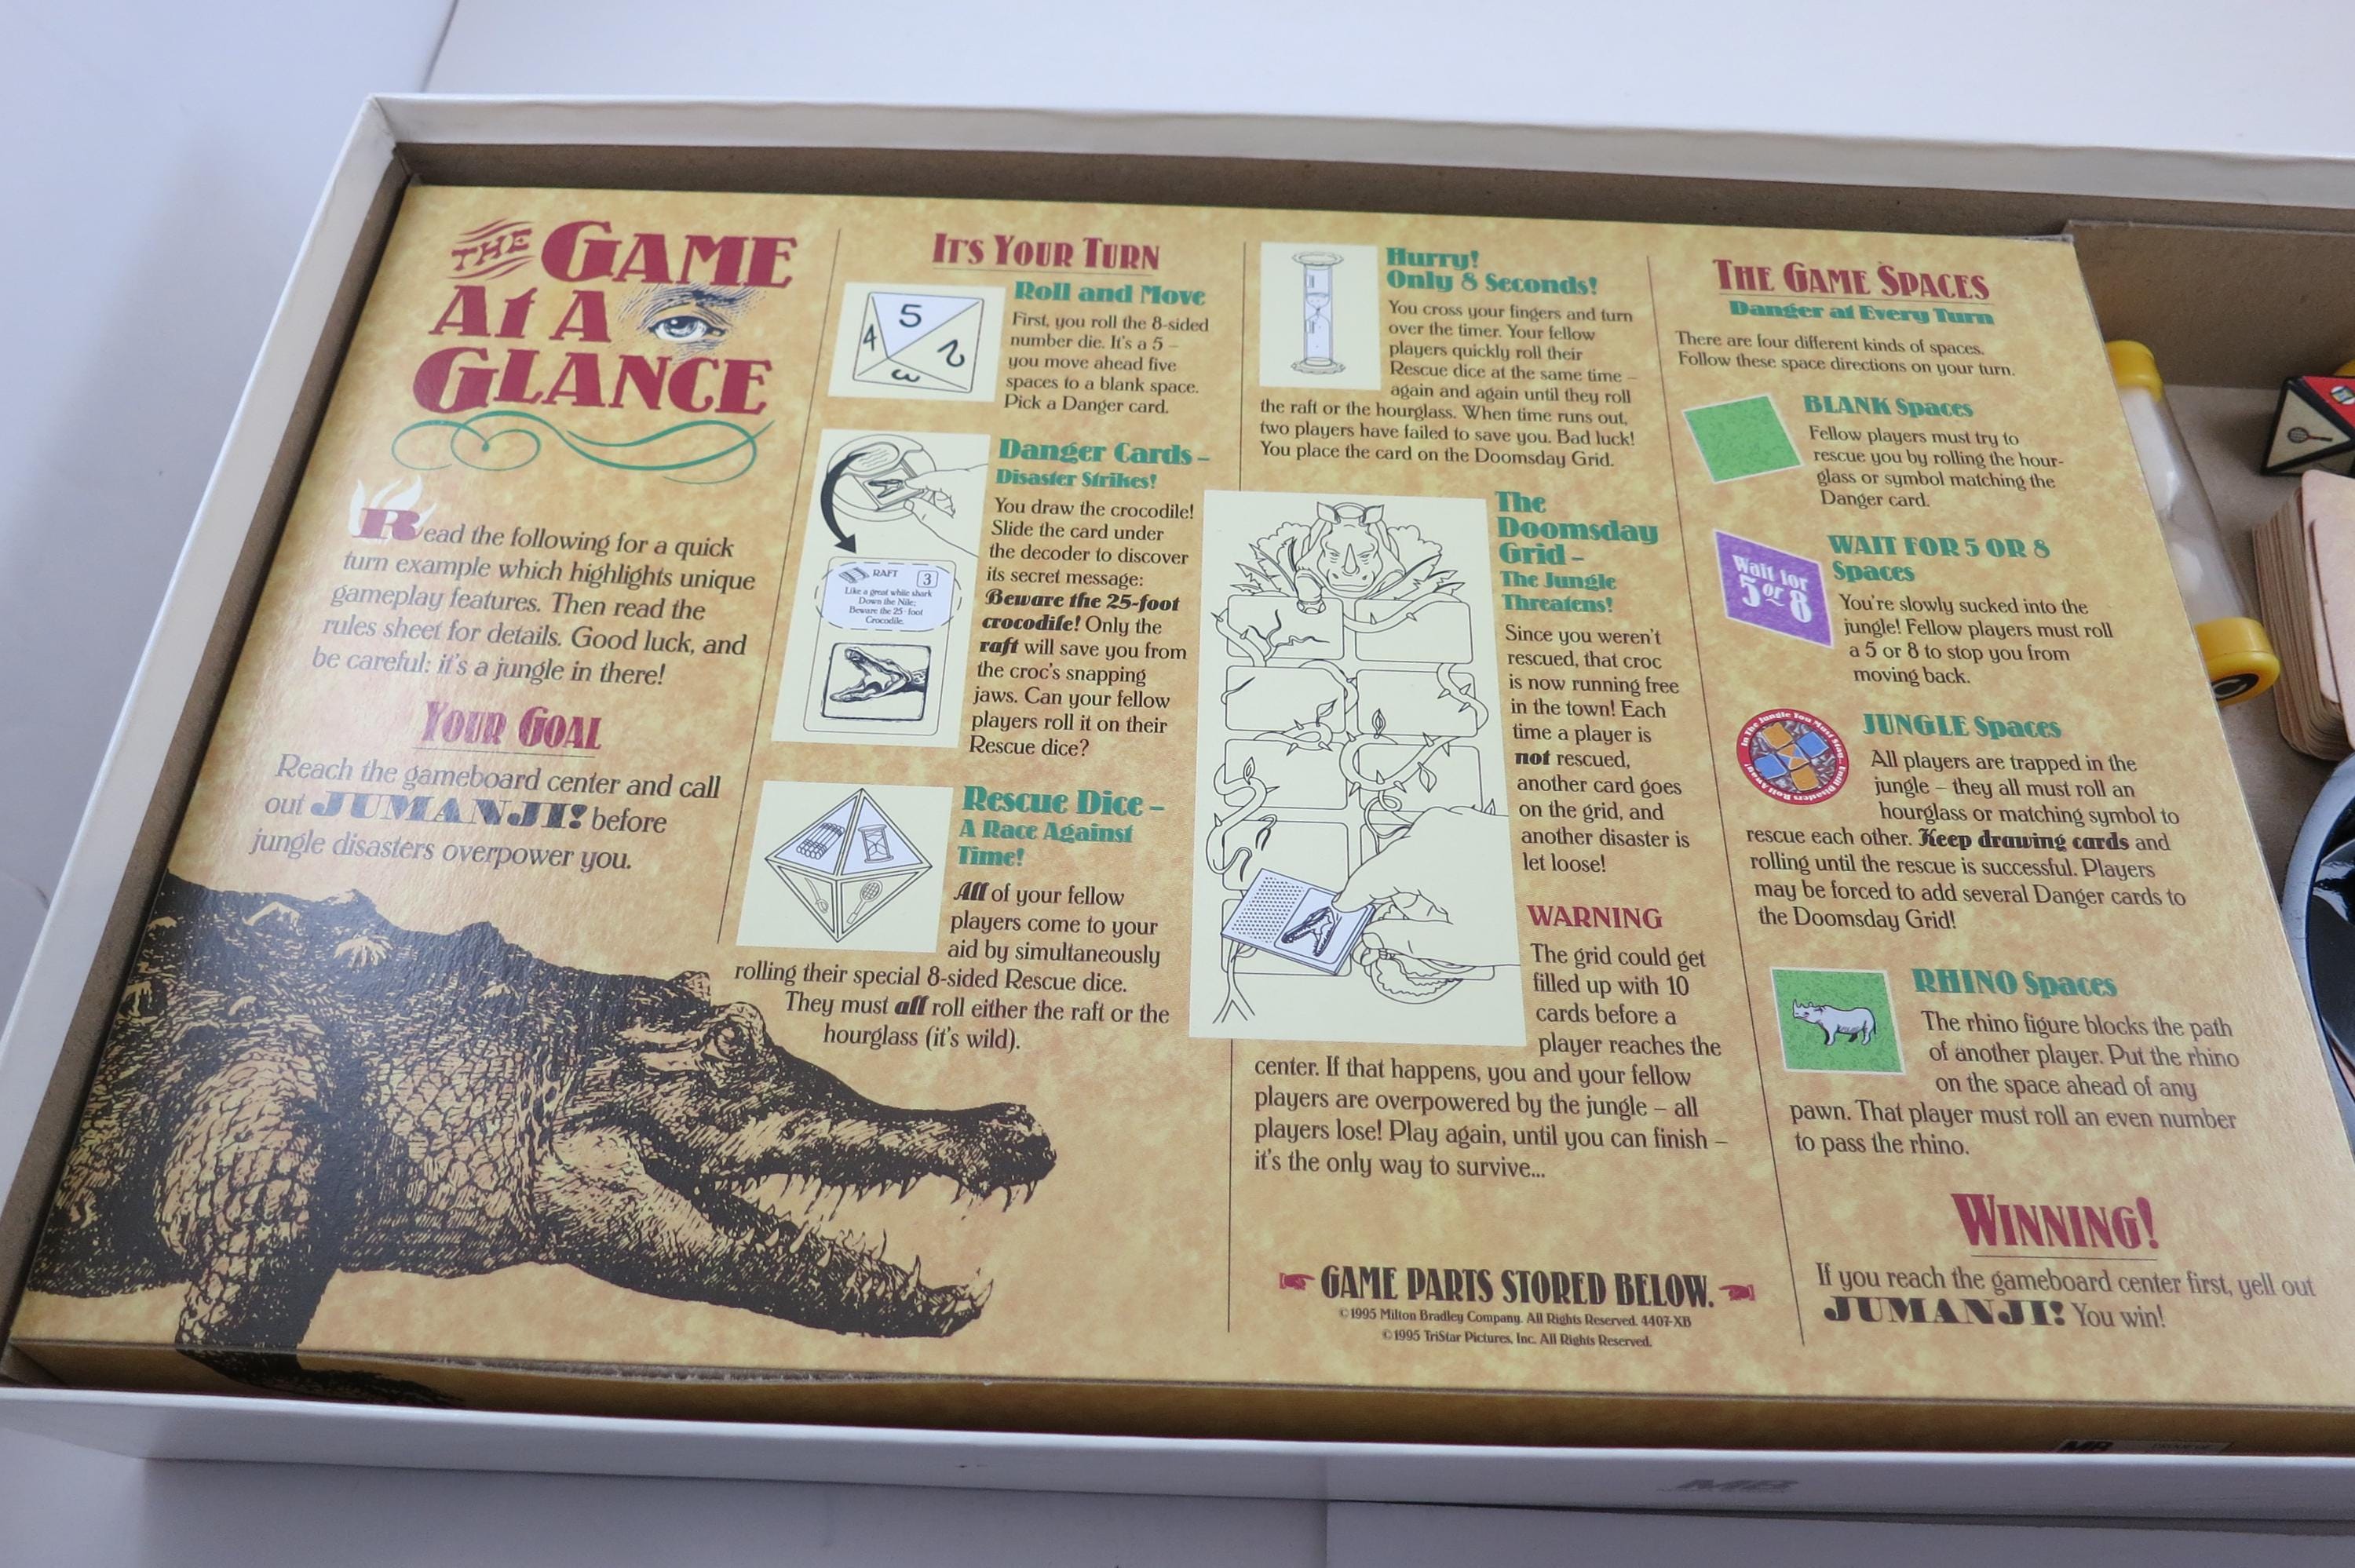 THE GAME
At A
GLANCE
Read the following for a quick
turn example which highlights unique
gameplay features. Then read the
rules sheet for details. Good luck, and
be careful: it's a jungle in there!
YOUR GOAL
Reach the gameboard center and call
out JUMANJI! before
jungle disasters overpower you.
IT'S YOUR TURN
5
4
2
3
Roll and Move
First, you roll the 8-sided
number die. It's a 5 –
you move ahead five
spaces to a blank space.
Pick a Danger card.
Danger Cards –
Disaster Strikes!
You draw the crocodile!
Slide the card under
the decoder to discover
its secret message:
Beware the 25-foot
crocodile! Only the
raft will save you from
the croc's snapping
jaws. Can your fellow
players roll it on their
Rescue dice?
RAFT 3
Like a great white shark
Down the Nile;
Beware the 25-foot
Crocodile.
Rescue Dice –
A Race Against
Time!
All of your fellow
players come to your
aid by simultaneously
rolling their special 8-sided Rescue dice.
They must all roll either the raft or the
hourglass (it's wild).
Hurry!
Only 8 Seconds!
You cross your fingers and turn
over the timer. Your fellow
players quickly roll their
Rescue dice at the same time –
again and again until they roll
the raft or the hourglass. When time runs out,
two players have failed to save you. Bad luck!
You place the card on the Doomsday Grid.
The
Doomsday
Grid –
The Jungle
Threatens!
Since you weren't
rescued, that croc
is now running free
in the town! Each
time a player is
not rescued,
another card goes
on the grid, and
another disaster is
let loose!
WARNING
The grid could get
filled up with 10
cards before a
player reaches the
center. If that happens, you and your fellow
players are overpowered by the jungle – all
players lose! Play again, until you can finish –
it's the only way to survive...
GAME PARTS STORED BELOW.
©1995 Milton Bradley Company. All Rights Reserved. 4407-XB
©1995 TriStar Pictures, Inc. All Rights Reserved.
THE GAME SPACES
Danger at Every Turn
There are four different kinds of spaces.
Follow these space directions on your turn.
BLANK Spaces
Fellow players must try to
rescue you by rolling the hour-
glass or symbol matching the
Danger card.
Wait for
5 or 8
WAIT FOR 5 OR 8
Spaces
You're slowly sucked into the
jungle! Fellow players must roll
a 5 or 8 to stop you from
moving back.
In The Jungle You Must Stay– Until Disasters Roll Away!
JUNGLE Spaces
All players are trapped in the
jungle – they all must roll an
hourglass or matching symbol to
rescue each other. Keep drawing cards and
rolling until the rescue is successful. Players
may be forced to add several Danger cards to
the Doomsday Grid!
RHINO Spaces
The rhino figure blocks the path
of another player. Put the rhino
on the space ahead of any
pawn. That player must roll an even number
to pass the rhino.
WINNING!
If you reach the gameboard center first, yell out
JUMANJI! You win!
MB